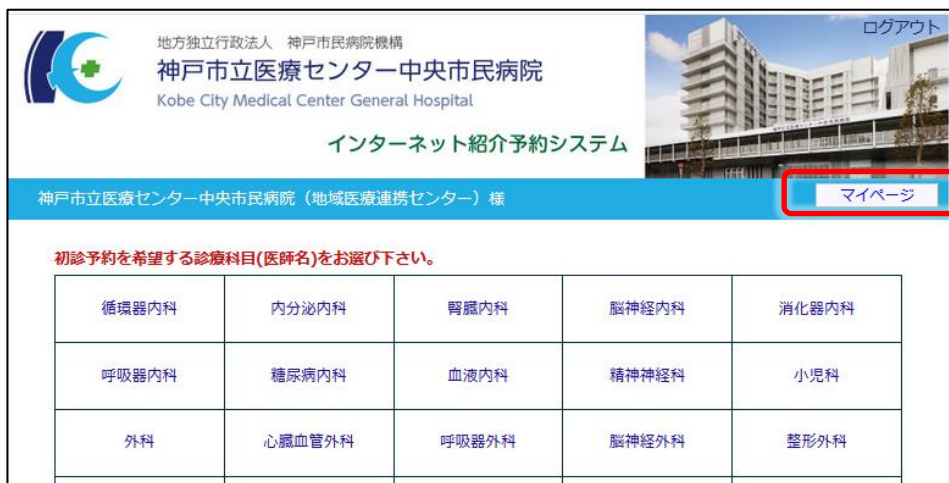 地方独立行政法人　神戸市民病院機構
ログアウト
神戸市立医療センター中央市民病院
Kobe City Medical Center General Hospital
インターネット紹介予約システム
神戸市立医療センター中央市民病院（地域医療連携センター）様
マイページ
初診予約を希望する診療科目(医師名)をお選び下さい。
循環器内科　内分泌内科　腎臓内科　脳神経内科　消化器内科
呼吸器内科　糖尿病内科　血液内科　精神神経科　小児科
外科　心臓血管外科　呼吸器外科　脳神経外科　整形外科